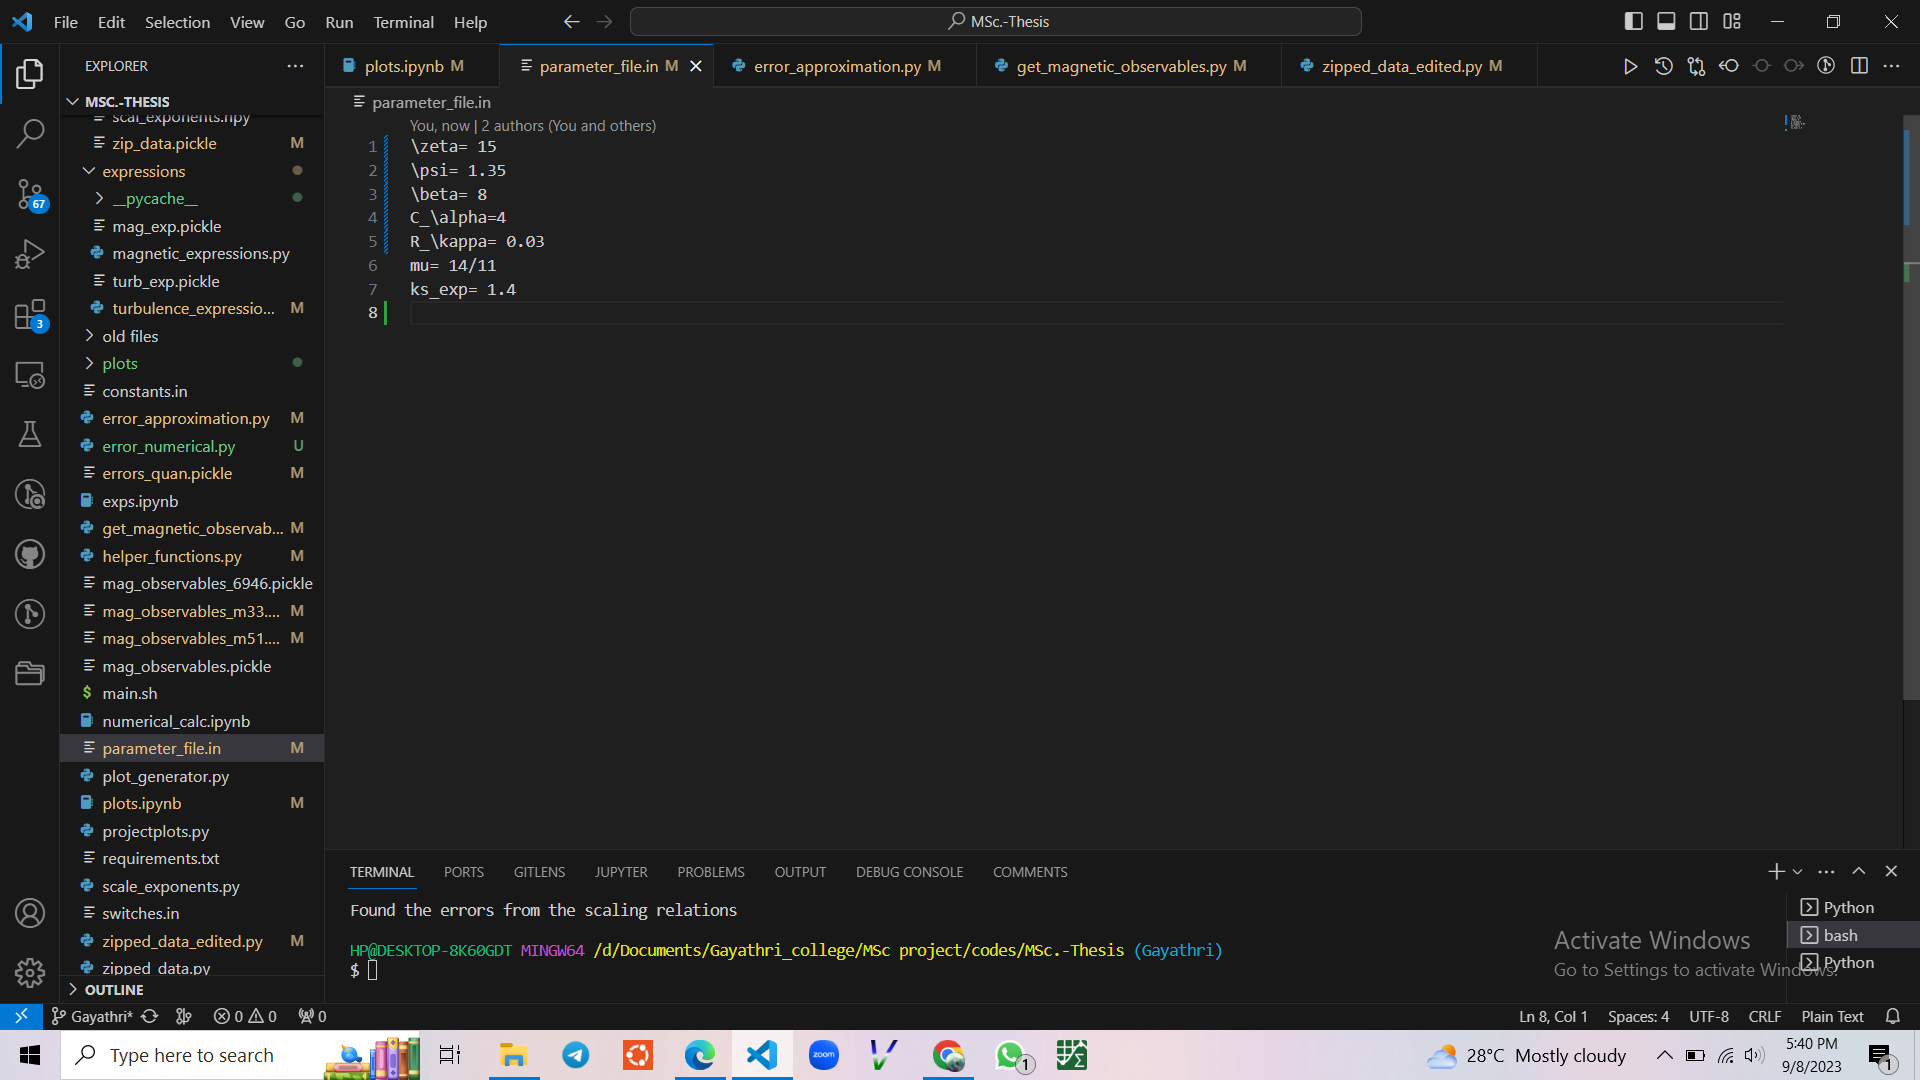 File Edit Selection View Go Run Terminal Help
MSc.-Thesis
EXPLORER
MSC.-THESIS
scal_exponents.npy
zip_data.pickle M
expressions
__pycache__
mag_exp.pickle
magnetic_expressions.py
turb_exp.pickle
turbulence_expressio... M
old files
plots
constants.in
error_approximation.py M
error_numerical.py U
errors_quan.pickle M
exps.ipynb
get_magnetic_observab... M
helper_functions.py M
mag_observables_6946.pickle
mag_observables_m33.... M
mag_observables_m51.... M
mag_observables.pickle
main.sh
numerical_calc.ipynb
parameter_file.in M
plot_generator.py
plots.ipynb M
projectplots.py
requirements.txt
scale_exponents.py
switches.in
zipped_data_edited.py M
zipped_data.py
OUTLINE
67
3
plots.ipynb M
parameter_file.in M
error_approximation.py M
get_magnetic_observables.py M
zipped_data_edited.py M
parameter_file.in
You, now | 2 authors (You and others)
1 \zeta= 15
2 \psi= 1.35
3 \beta= 8
4 C_\alpha=4
5 R_\kappa= 0.03
6 mu= 14/11
7 ks_exp= 1.4
8
TERMINAL PORTS GITLENS JUPYTER PROBLEMS OUTPUT DEBUG CONSOLE COMMENTS
Found the errors from the scaling relations
HP@DESKTOP-8K60GDT MINGW64 /d/Documents/Gayathri_college/MSc project/codes/MSc.-Thesis (Gayathri)
$
Python
bash
Python
Activate Windows
Go to Settings to activate Windows.
Gayathri* 0 0 0
Ln 8, Col 1 Spaces: 4 UTF-8 CRLF Plain Text
Type here to search
zoom
1
28°C Mostly cloudy
5:40 PM
9/8/2023
1